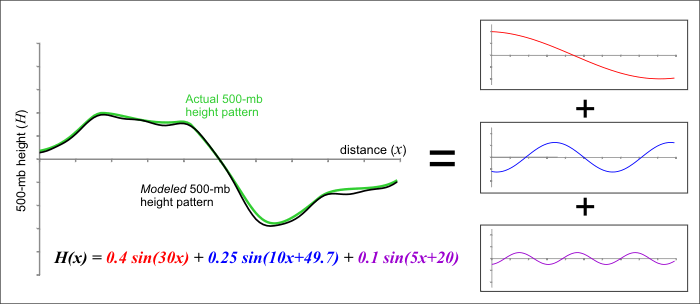 Actual 500-mb
height pattern
500-mb height (H)
distance (x)
Modeled 500-mb
height pattern
H(x) = 0.4 sin(30x) + 0.25 sin(10x+49.7) + 0.1 sin(5x+20)
=
+
+